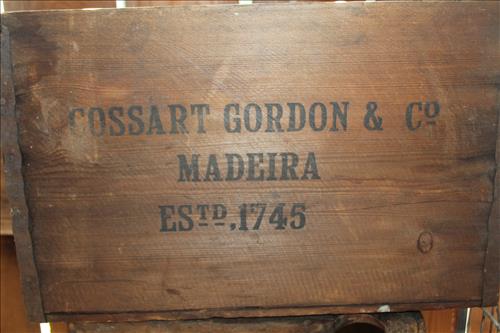 COSSART GORDON & Cº
MADEIRA
ESTD, 1745